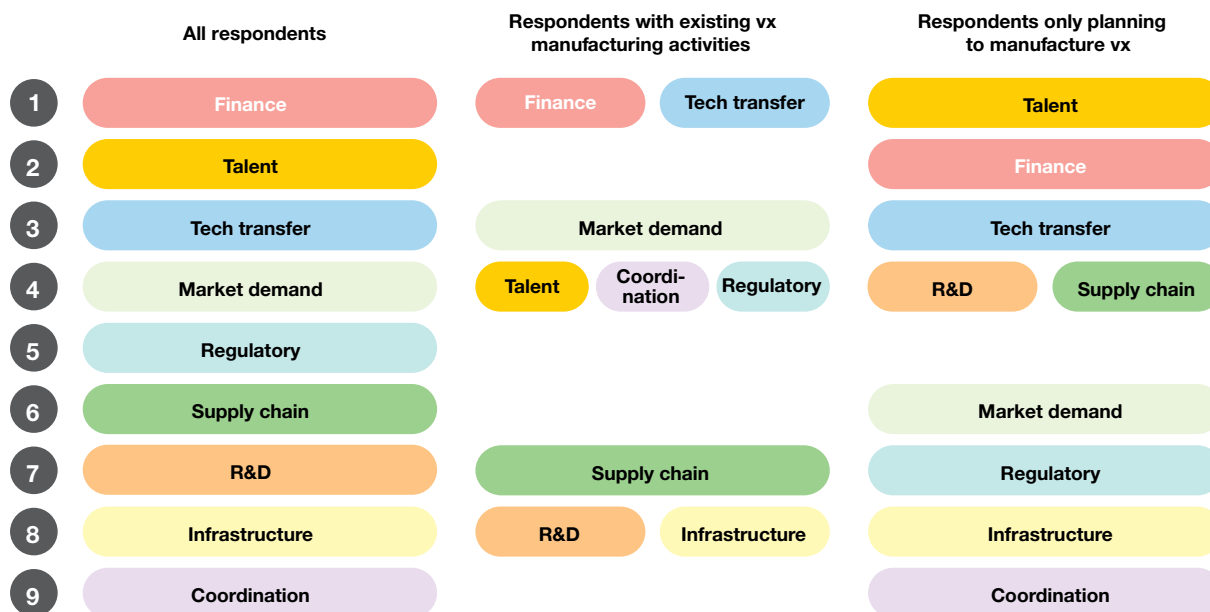 All respondents
Respondents with existing vx
manufacturing activities
Respondents only planning
to manufacture vx
1
Finance
Finance
Tech transfer
Talent
2
Talent
Finance
3
Tech transfer
Market demand
Tech transfer
4
Market demand
Talent
Coordi-
nation
Regulatory
R&D
Supply chain
5
Regulatory
6
Supply chain
Market demand
7
R&D
Supply chain
Regulatory
8
Infrastructure
R&D
Infrastructure
Infrastructure
9
Coordination
Coordination